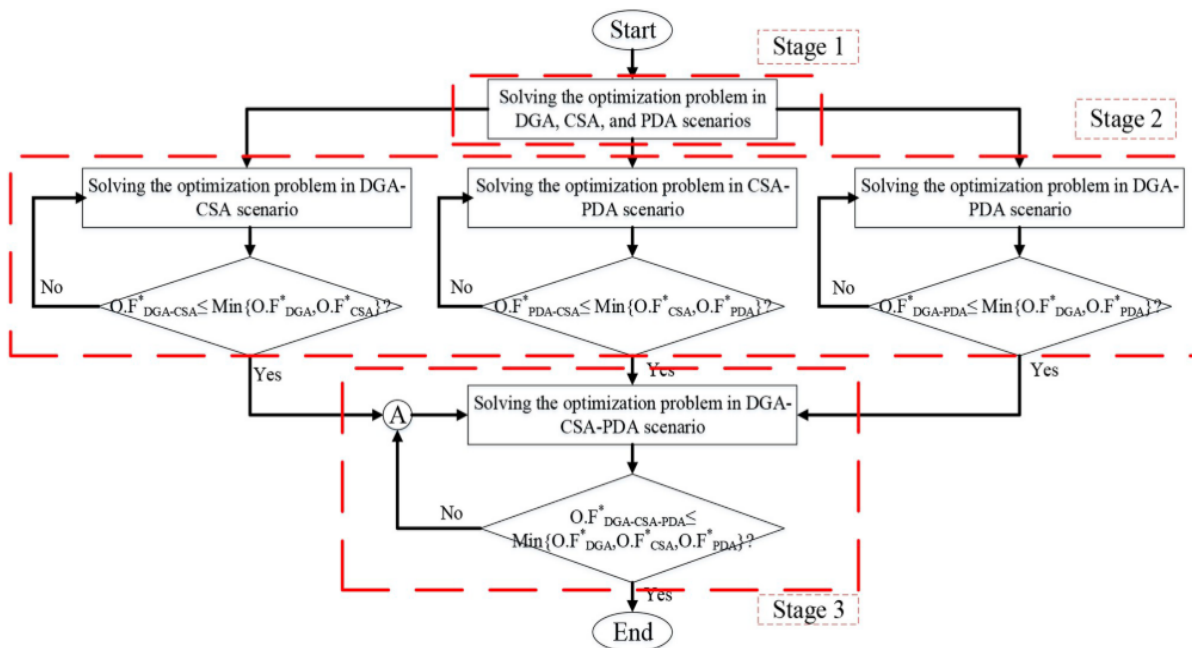 Start
Stage 1
Solving the optimization problem in
DGA, CSA, and PDA scenarios
Stage 2
Solving the optimization problem in DGA-
CSA scenario
Solving the optimization problem in CSA-
PDA scenario
Solving the optimization problem in DGA-
PDA scenario
No
O.F*DGA-CSA≤ Min{O.F*DGA,O.F*CSA}?
Yes
No
O.F*PDA-CSA≤ Min{O.F*CSA,O.F*PDA}?
Yes
No
O.F*DGA-PDA≤ Min{O.F*DGA,O.F*PDA}?
Yes
A
Solving the optimization problem in DGA-
CSA-PDA scenario
No
O.F*DGA-CSA-PDA≤
Min{O.F*DGA,O.F*CSA,O.F*PDA}?
Yes
Stage 3
End